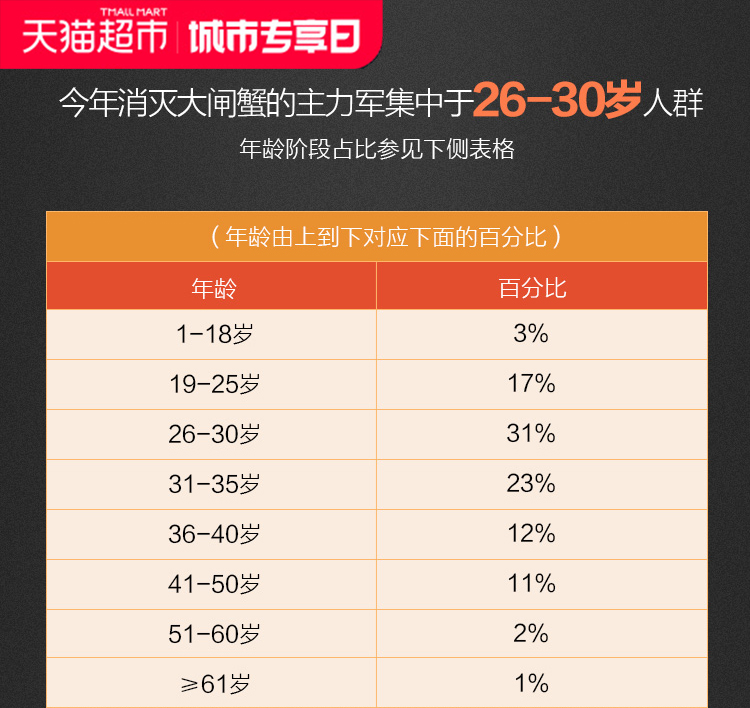 TMALL MART
天猫超市 城市专享日
今年消灭大闸蟹的主力军集中于26-30岁人群
年龄阶段占比参见下侧表格
(年龄由上到下对应下面的百分比)
年龄 百分比
1-18岁 3%
19-25岁 17%
26-30岁 31%
31-35岁 23%
36-40岁 12%
41-50岁 11%
51-60岁 2%
≥61岁 1%